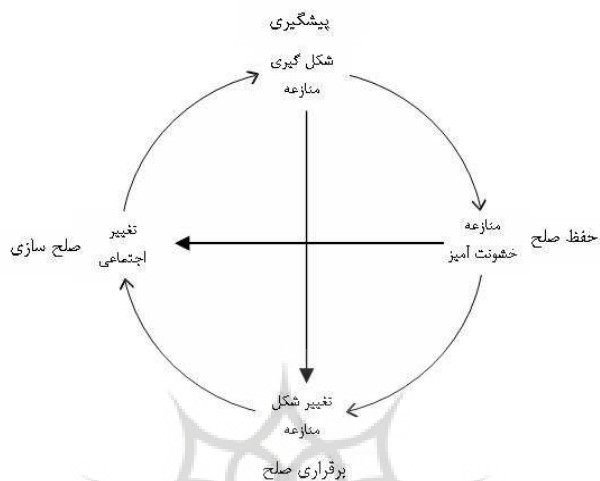 پیشگیری
شکل گیری
منازعه
منازعه
خشونت آمیز
حفظ صلح
تغییر
اجتماعی
صلح سازی
تغییر شکل
منازعه
برقراری صلح